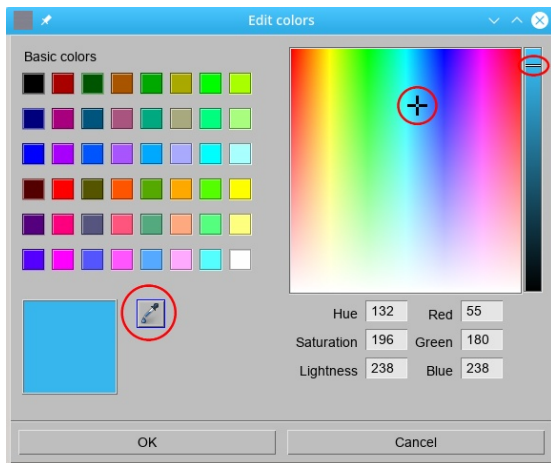 Edit colors
Basic colors
Hue 132 Red 55
Saturation 196 Green 180
Lightness 238 Blue 238
OK Cancel